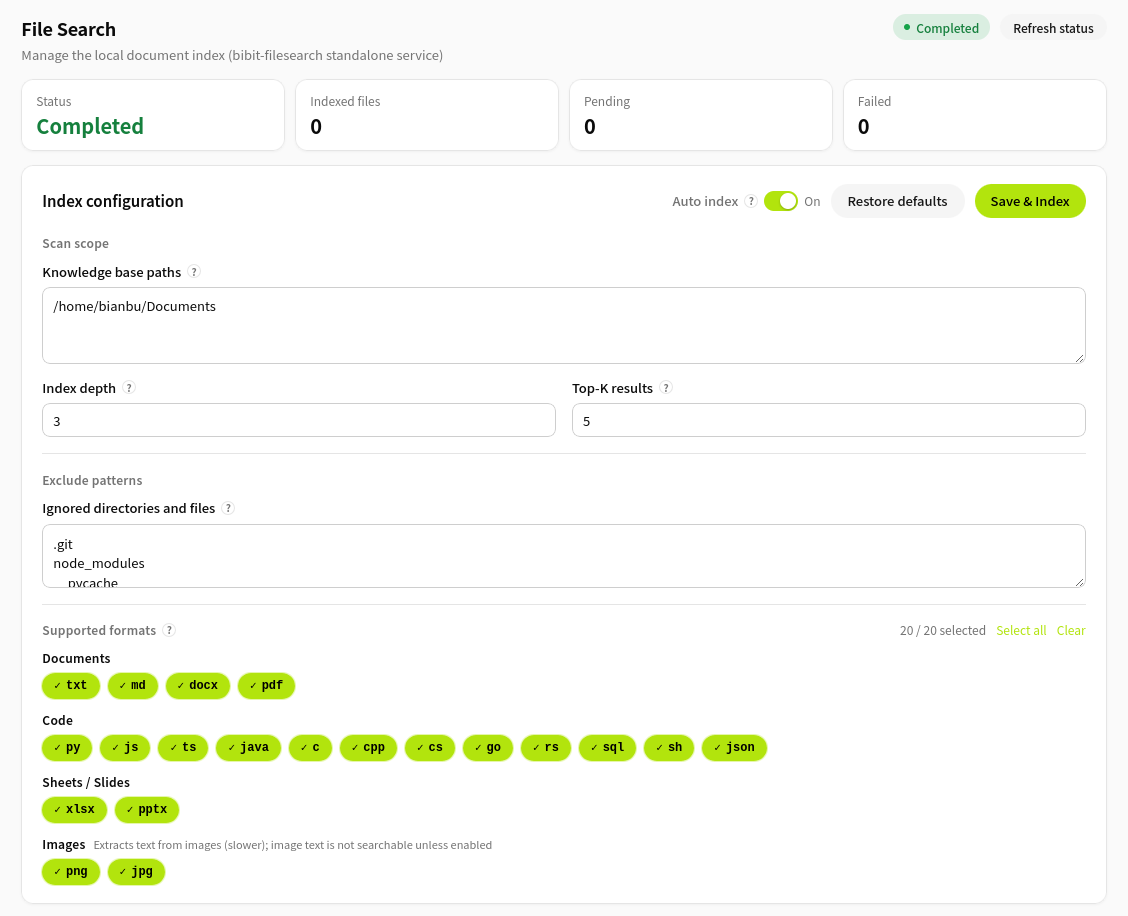 File Search
Completed
Refresh status
Manage the local document index (bibit-filesearch standalone service)
Status
Completed
Indexed files
0
Pending
0
Failed
0
Index configuration
Auto index ?
On
Restore defaults
Save & Index
Scan scope
Knowledge base paths ?
/home/bianbu/Documents
Index depth ?
3
Top-K results ?
5
Exclude patterns
Ignored directories and files ?
.git
node_modules
__pycache__
Supported formats ?
20 / 20 selected
Select all
Clear
Documents
✓ txt ✓ md ✓ docx ✓ pdf
Code
✓ py ✓ js ✓ ts ✓ java ✓ c ✓ cpp ✓ cs ✓ go ✓ rs ✓ sql ✓ sh ✓ json
Sheets / Slides
✓ xlsx ✓ pptx
Images Extracts text from images (slower); image text is not searchable unless enabled
✓ png ✓ jpg